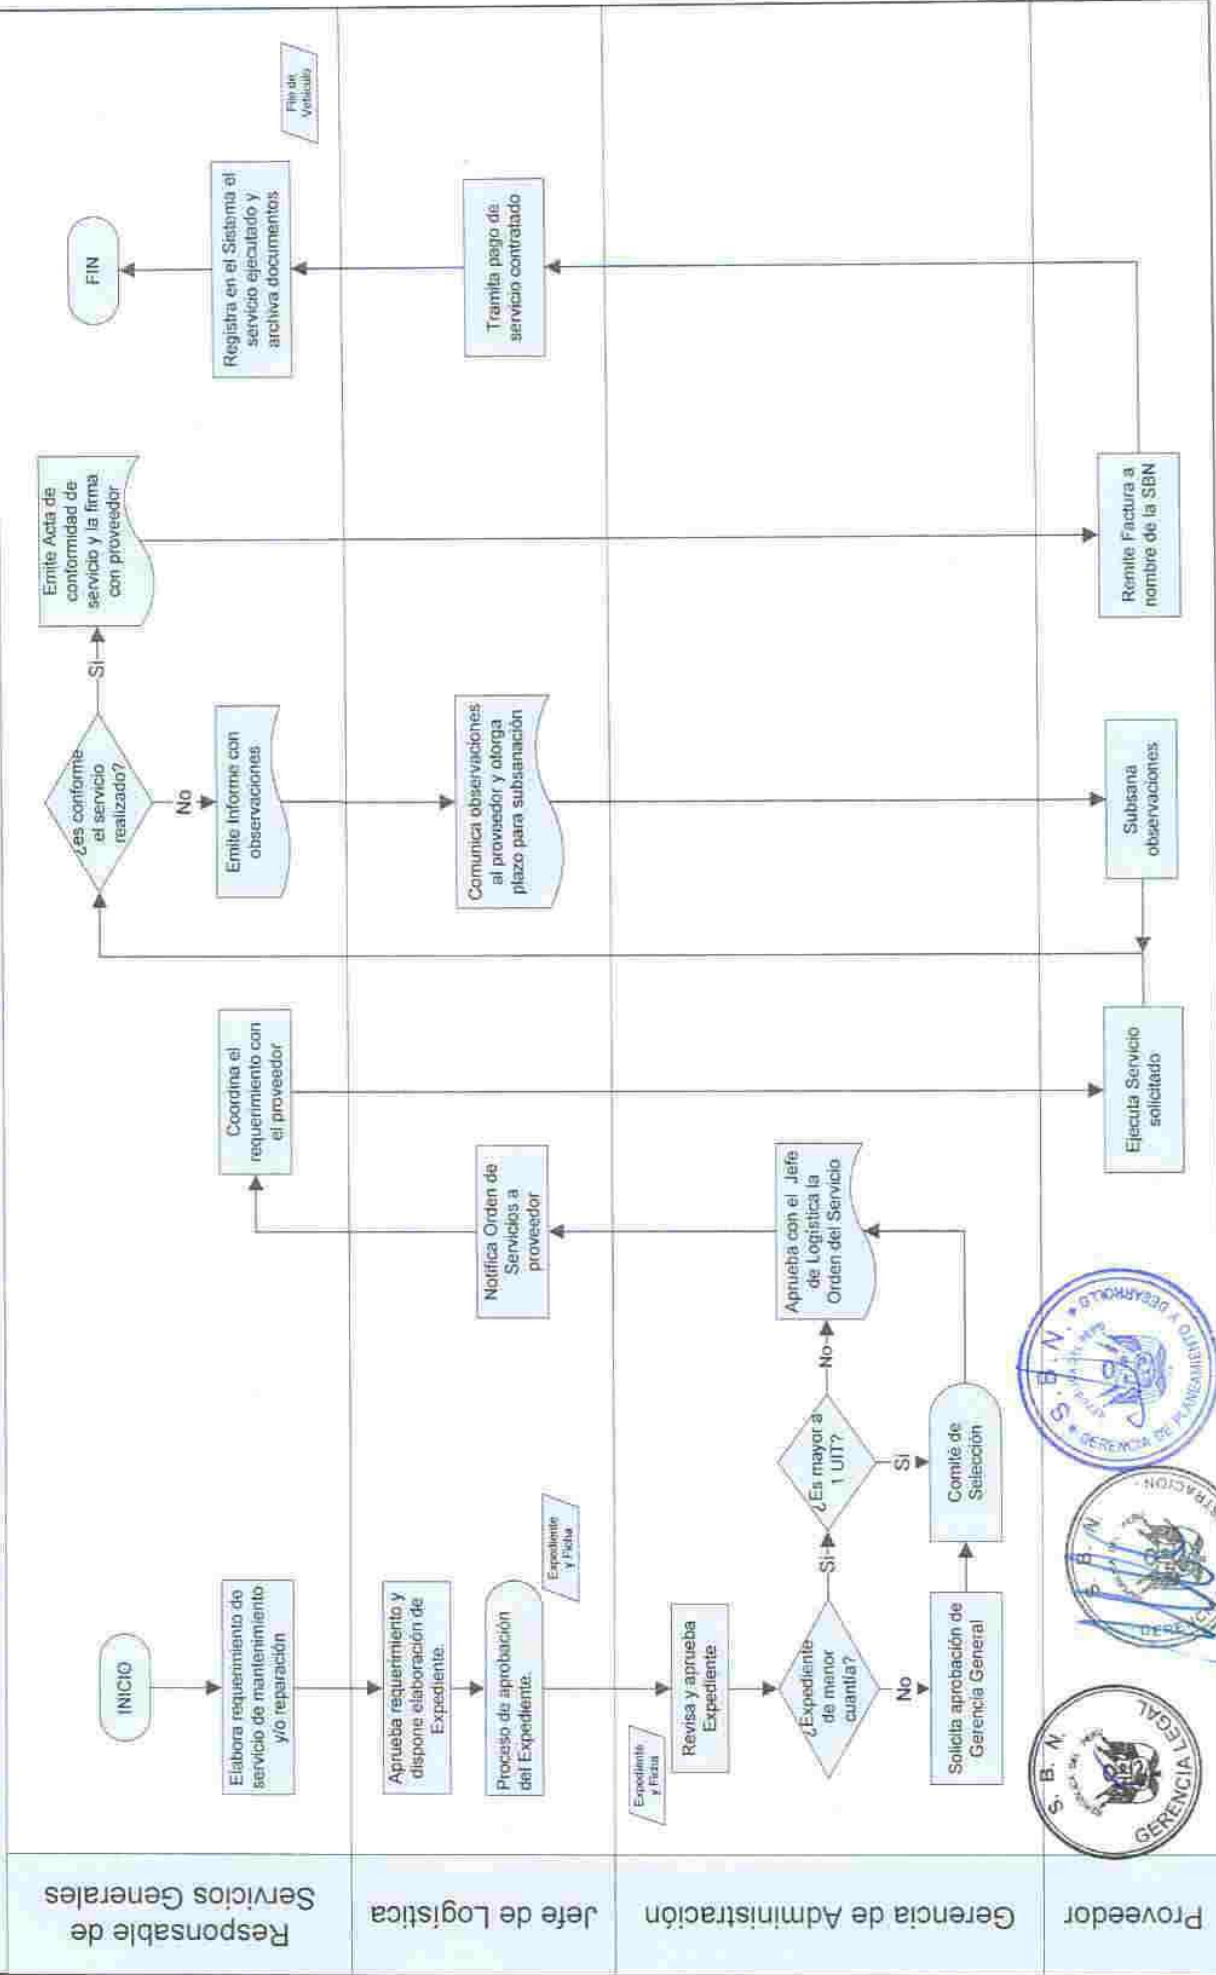 Responsable de
Servicios Generales
INICIO
Elabora requerimiento de
servicio de mantenimiento
y/o reparación
Coordina el
requerimiento con
el proveedor
¿es conforme
el servicio
realizado?
Si
No
Emite Informe con
observaciones
Emite Acta de
conformidad de
servicio y la firma
con proveedor
FIN
Registra en el Sistema el
servicio ejecutado y
archiva documentos
File de
Vehículo
Jefe de Logística
Aprueba requerimiento y
dispone elaboración de
Expediente.
Proceso de aprobación
del Expediente.
Expediente
y Ficha
Notifica Orden de
Servicios a
proveedor
Comunica observaciones
al proveedor y otorga
plazo para subsanación
Tramita pago de
servicio contratado
Gerencia de Administración
Expediente
y Ficha
Revisa y aprueba
Expediente
¿Expediente
de menor
cuantía?
Si
No
¿Es mayor a
1 UIT?
No
Si
Solicita aprobación de
Gerencia General
Comité de
Selección
Aprueba con el Jefe
de Logística la
Orden del Servicio
Proveedor
Ejecuta Servicio
solicitado
Subsana
observaciones
Remite Factura a
nombre de la SBN
S. B. N.
GERENCIA LEGAL
S. B. N.
S. B. N.
GERENCIA DE PLANEAMIENTO Y DESARROLLO